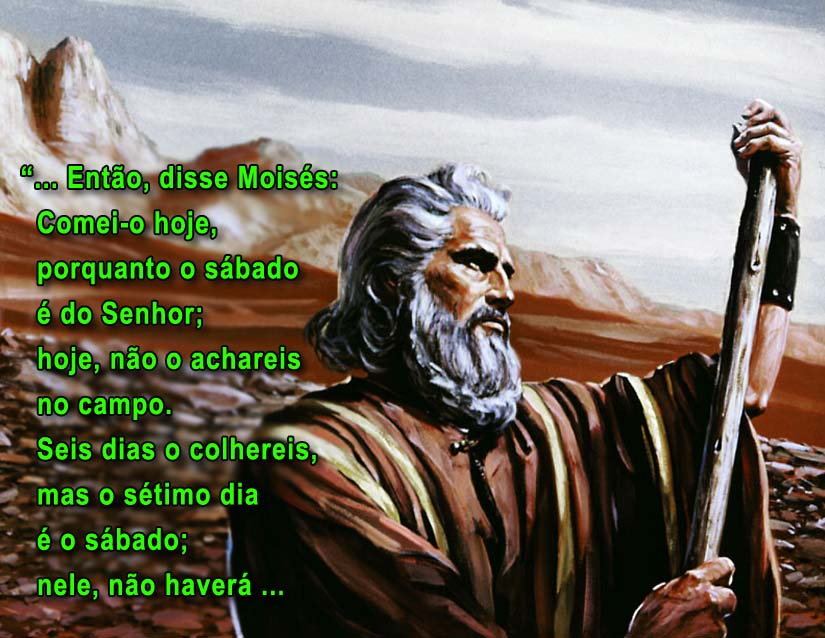 “... Então, disse Moisés:
Comei-o hoje,
porquanto o sábado
é do Senhor;
hoje, não o achareis
no campo.
Seis dias o colhereis,
mas o sétimo dia
é o sábado;
nele, não haverá ...